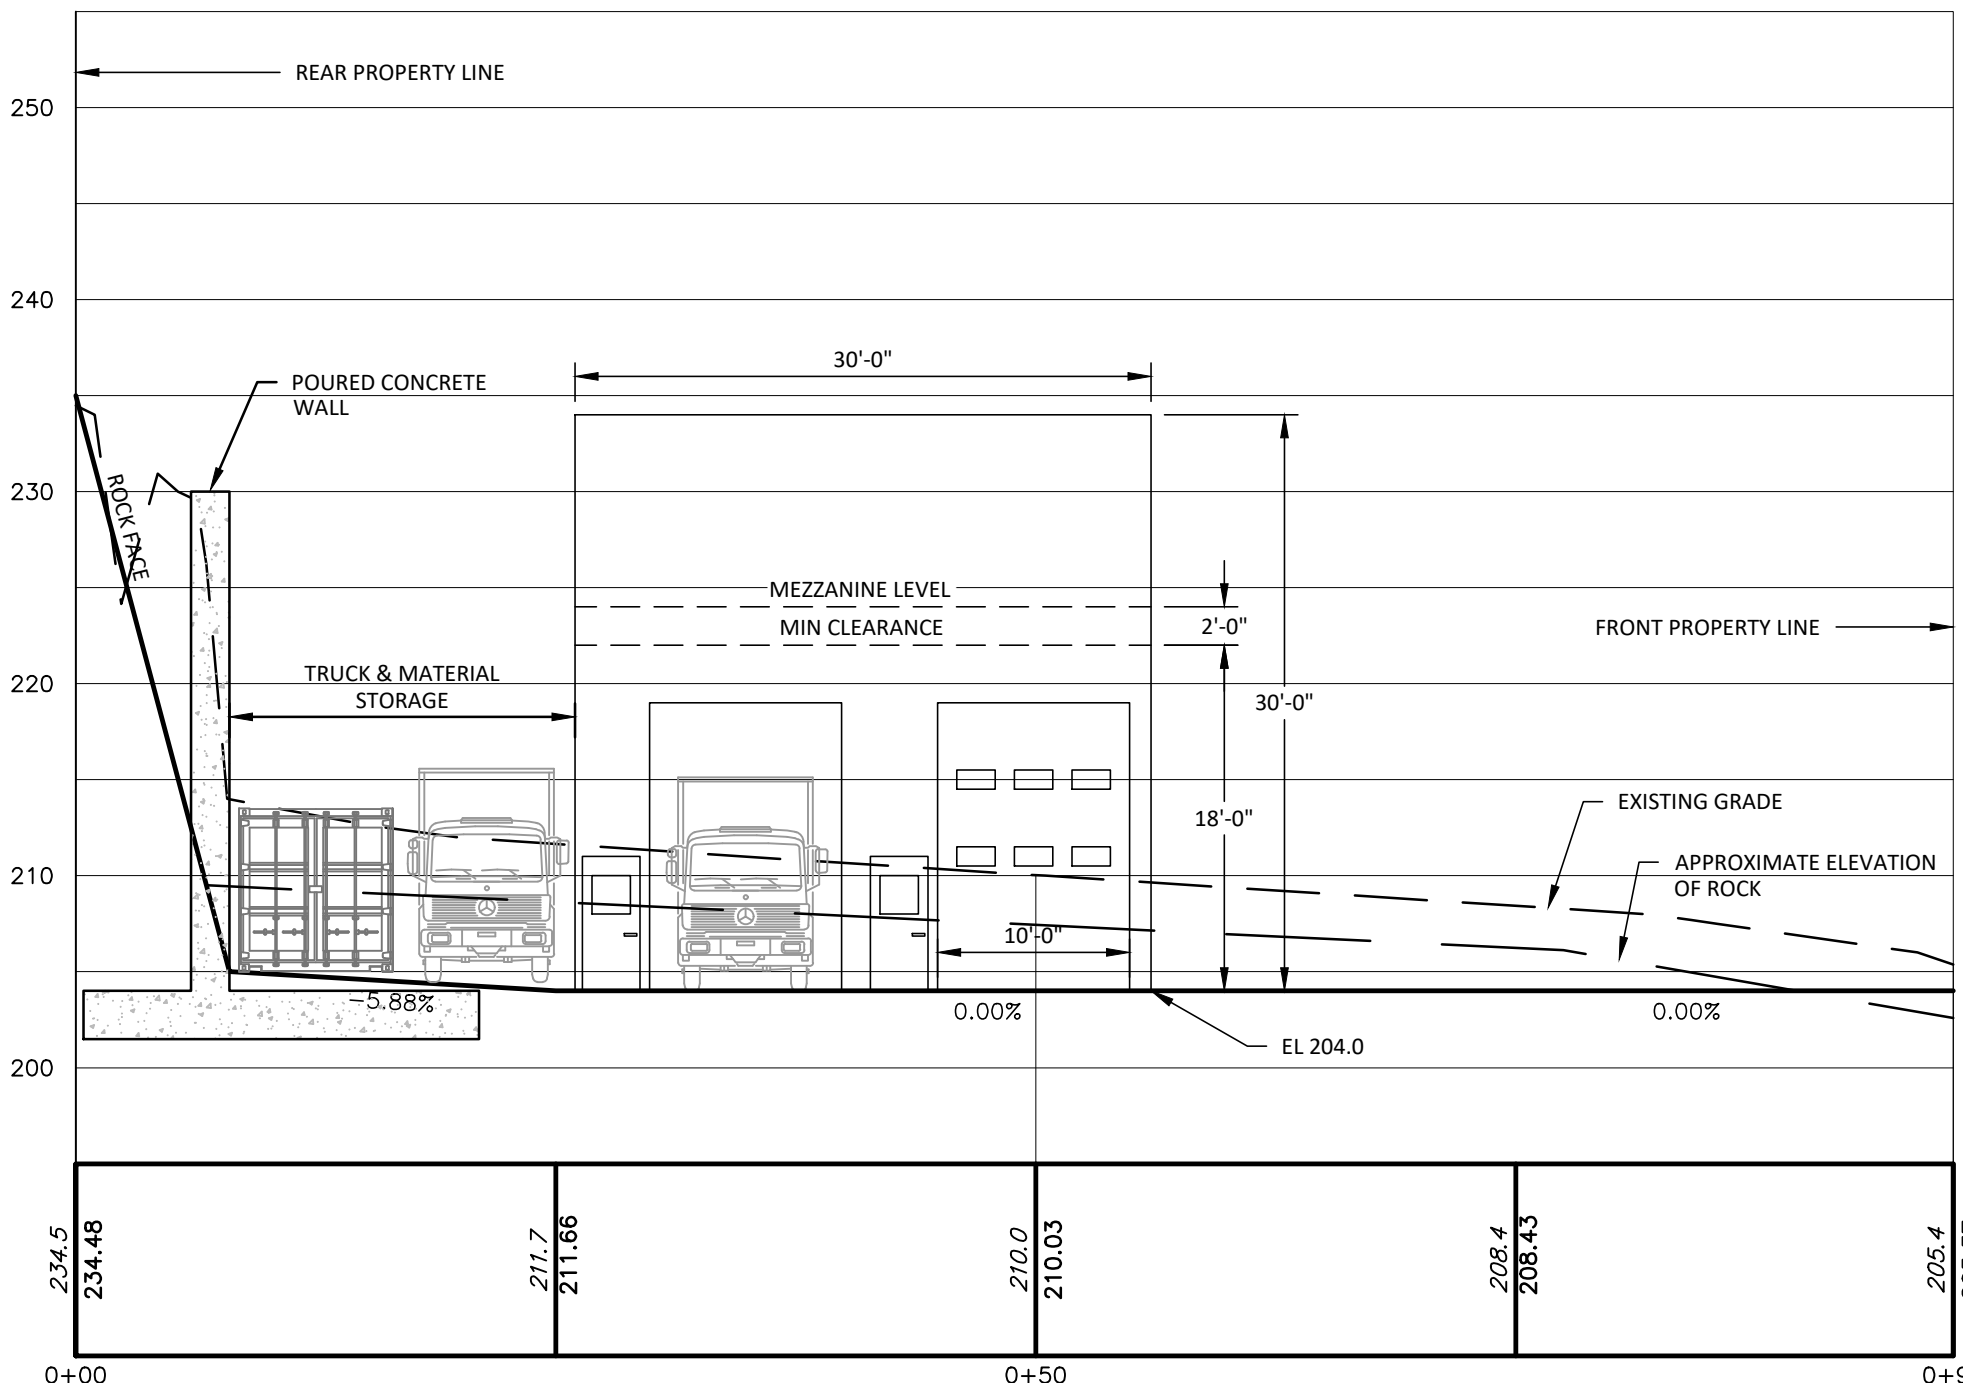 REAR PROPERTY LINE
250
240
30'-0"
POURED CONCRETE
WALL
ROCK FACE
230
MEZZANINE LEVEL
MIN CLEARANCE
2'-0"
FRONT PROPERTY LINE
TRUCK & MATERIAL
STORAGE
220
30'-0"
18'-0"
EXISTING GRADE
APPROXIMATE ELEVATION
OF ROCK
210
10'-0"
-5.88%
0.00%
0.00%
EL 204.0
200
234.5
234.48
211.7
211.66
210.0
210.03
208.4
208.43
205.4
0+00
0+50
0+9